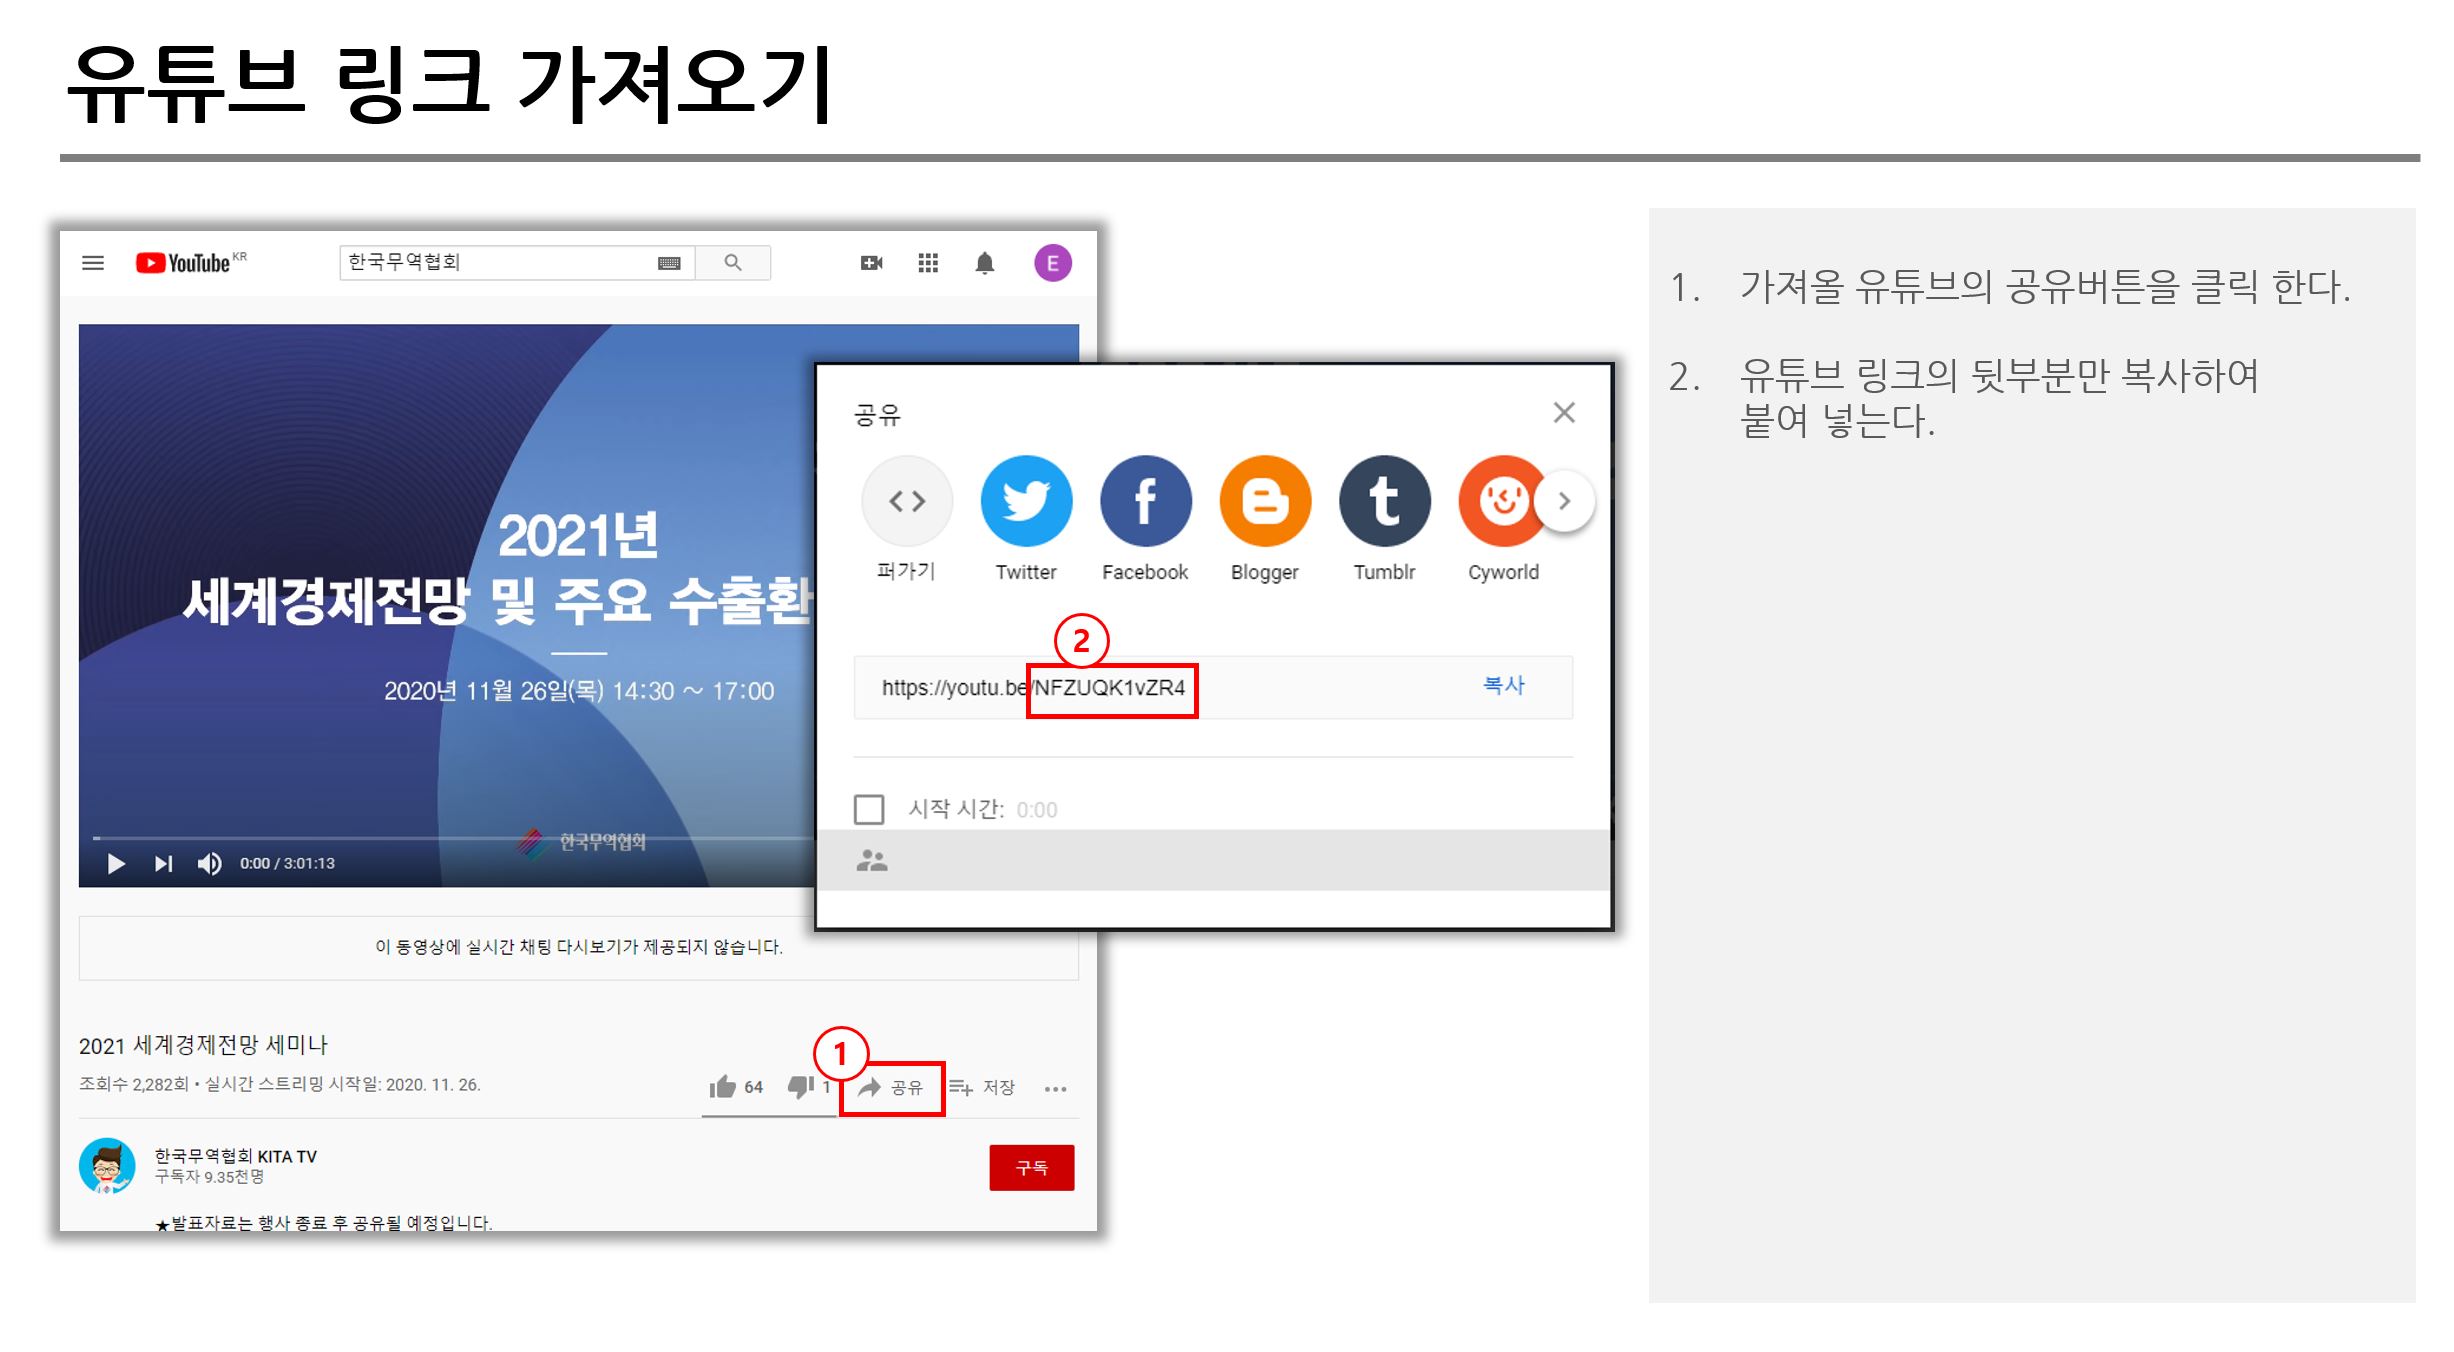 유튜브 링크 가져오기
YouTube KR
한국무역협회
E
2021년
세계경제전망 및 주요 수출환
2020년 11월 26일(목) 14:30 ~ 17:00
한국무역협회
0:00 / 3:01:13
이 동영상에 실시간 채팅 다시보기가 제공되지 않습니다.
2021 세계경제전망 세미나
조회수 2,282회 • 실시간 스트리밍 시작일: 2020. 11. 26.
64 1 공유 저장
1
한국무역협회 KITA TV
구독자 9.35천명
구독
★발표자료는 행사 종료 후 공유될 예정입니다.
공유
퍼가기 Twitter Facebook Blogger Tumblr Cyworld
2
https://youtu.be/NFZUQK1vZR4 복사
시작 시간: 0:00
1. 가져올 유튜브의 공유버튼을 클릭 한다.
2. 유튜브 링크의 뒷부분만 복사하여
붙여 넣는다.